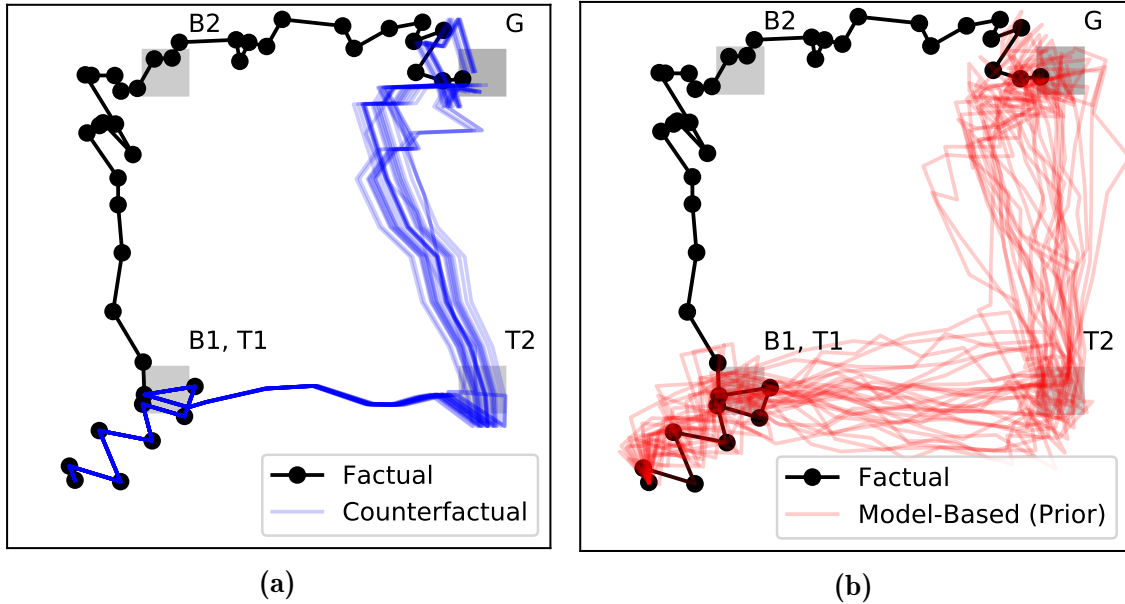 B2
G
B1, T1
T2
Factual
Counterfactual
(a)
B2
G
B1, T1
T2
Factual
Model-Based (Prior)
(b)